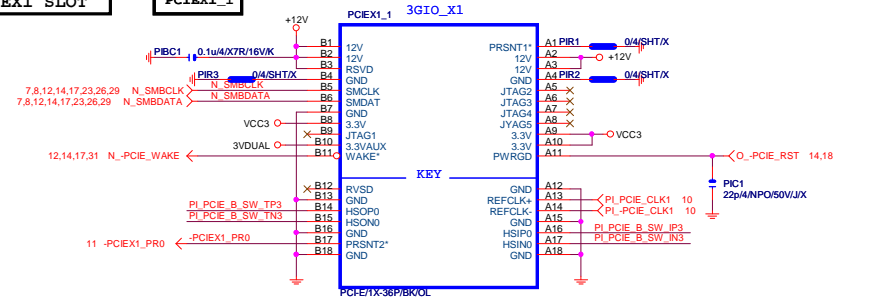 EX1 SLOT
PCIEX1_1
+12V
PCIEX1_1 3GIO_X1
PIBC1 0.1u/4/X7R/16V/K
B1 12V PRSNT1* A1 PIR1 0/4/SHT/X
B2 12V 12V A2 +12V
B3 RSVD 12V A3
PIR3 0/4/SHT/X B4 GND GND A4 PIR2 0/4/SHT/X
7,8,12,14,17,23,26,29 N_SMBCLK N_SMBCLK B5 SMCLK JTAG2 A5
7,8,12,14,17,23,26,29 N_SMBDATA N_SMBDATA B6 SMDAT JTAG3 A6
B7 GND JTAG4 A7
VCC3 B8 3.3V JYAG5 A8
B9 JTAG1 3.3V A9 VCC3
3VDUAL B10 3.3VAUX 3.3V A10
12,14,17,31 N_-PCIE_WAKE B11 WAKE* PWRGD A11 O_-PCIE_RST 14,18
KEY
PIC1
22p/4/NPO/50V/J/X
B12 RVSD GND A12
B13 GND REFCLK+ A13 PI_PCIE_CLK1 10
PI_PCIE_B_SW_TP3 B14 HSOP0 REFCLK- A14 PI_-PCIE_CLK1 10
PI_PCIE_B_SW_TN3 B15 HSON0 GND A15
B16 GND HSIP0 A16 PI_PCIE_B_SW_IP3
11 -PCIEX1_PR0 -PCIEX1_PR0 B17 PRSNT2* HSIN0 A17 PI_PCIE_B_SW_IN3
B18 GND GND A18
PCI-E/1X-36P/BK/OL